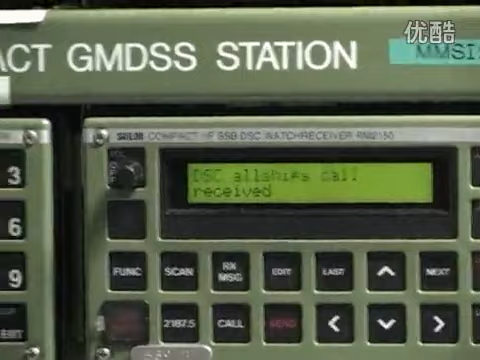 优酷
ACT GMDSS STATION
MMSI
SAILOR COMPACT HF SSB DSC WATCHRECEIVER RM2150
DSC allships call
received
3
6
9
FUNC SCAN RX MSG EDIT LAST NEXT
2187.5 CALL SEND